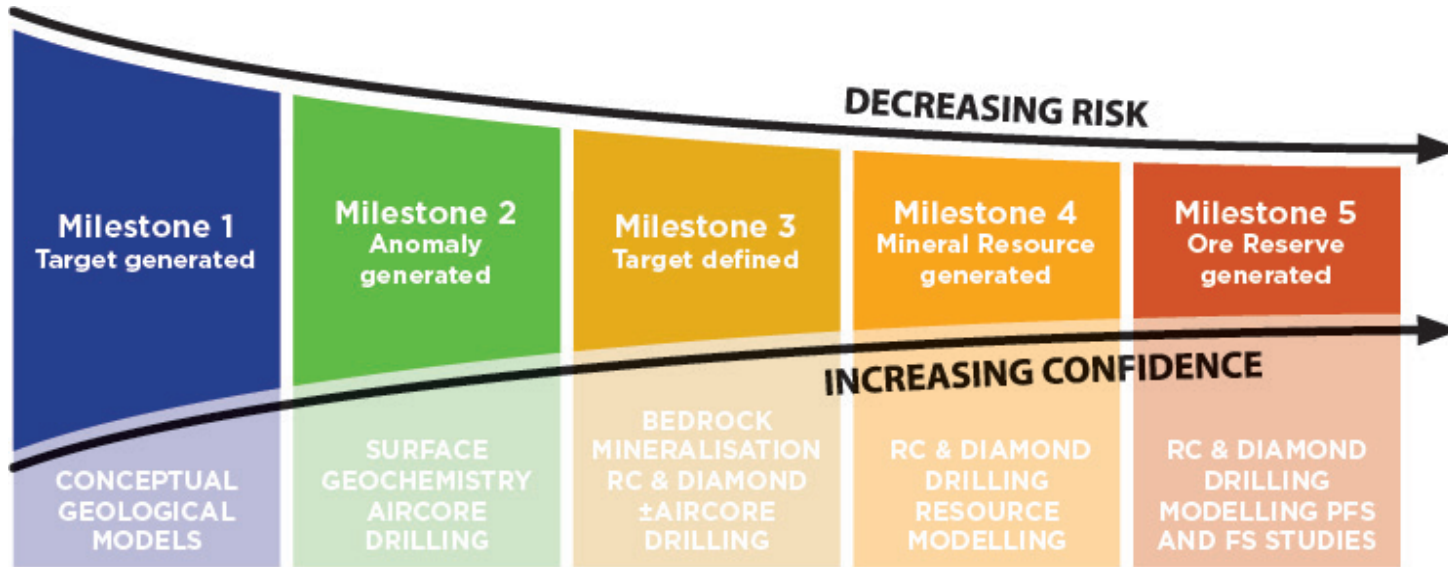 DECREASING RISK
Milestone 1
Target generated
Milestone 2
Anomaly
generated
Milestone 3
Target defined
Milestone 4
Mineral Resource
generated
Milestone 5
Ore Reserve
generated
INCREASING CONFIDENCE
CONCEPTUAL
GEOLOGICAL
MODELS
SURFACE
GEOCHEMISTRY
AIRCORE
DRILLING
BEDROCK
MINERALISATION
RC & DIAMOND
±AIRCORE
DRILLING
RC & DIAMOND
DRILLING
RESOURCE
MODELLING
RC & DIAMOND
DRILLING
MODELLING PFS
AND FS STUDIES